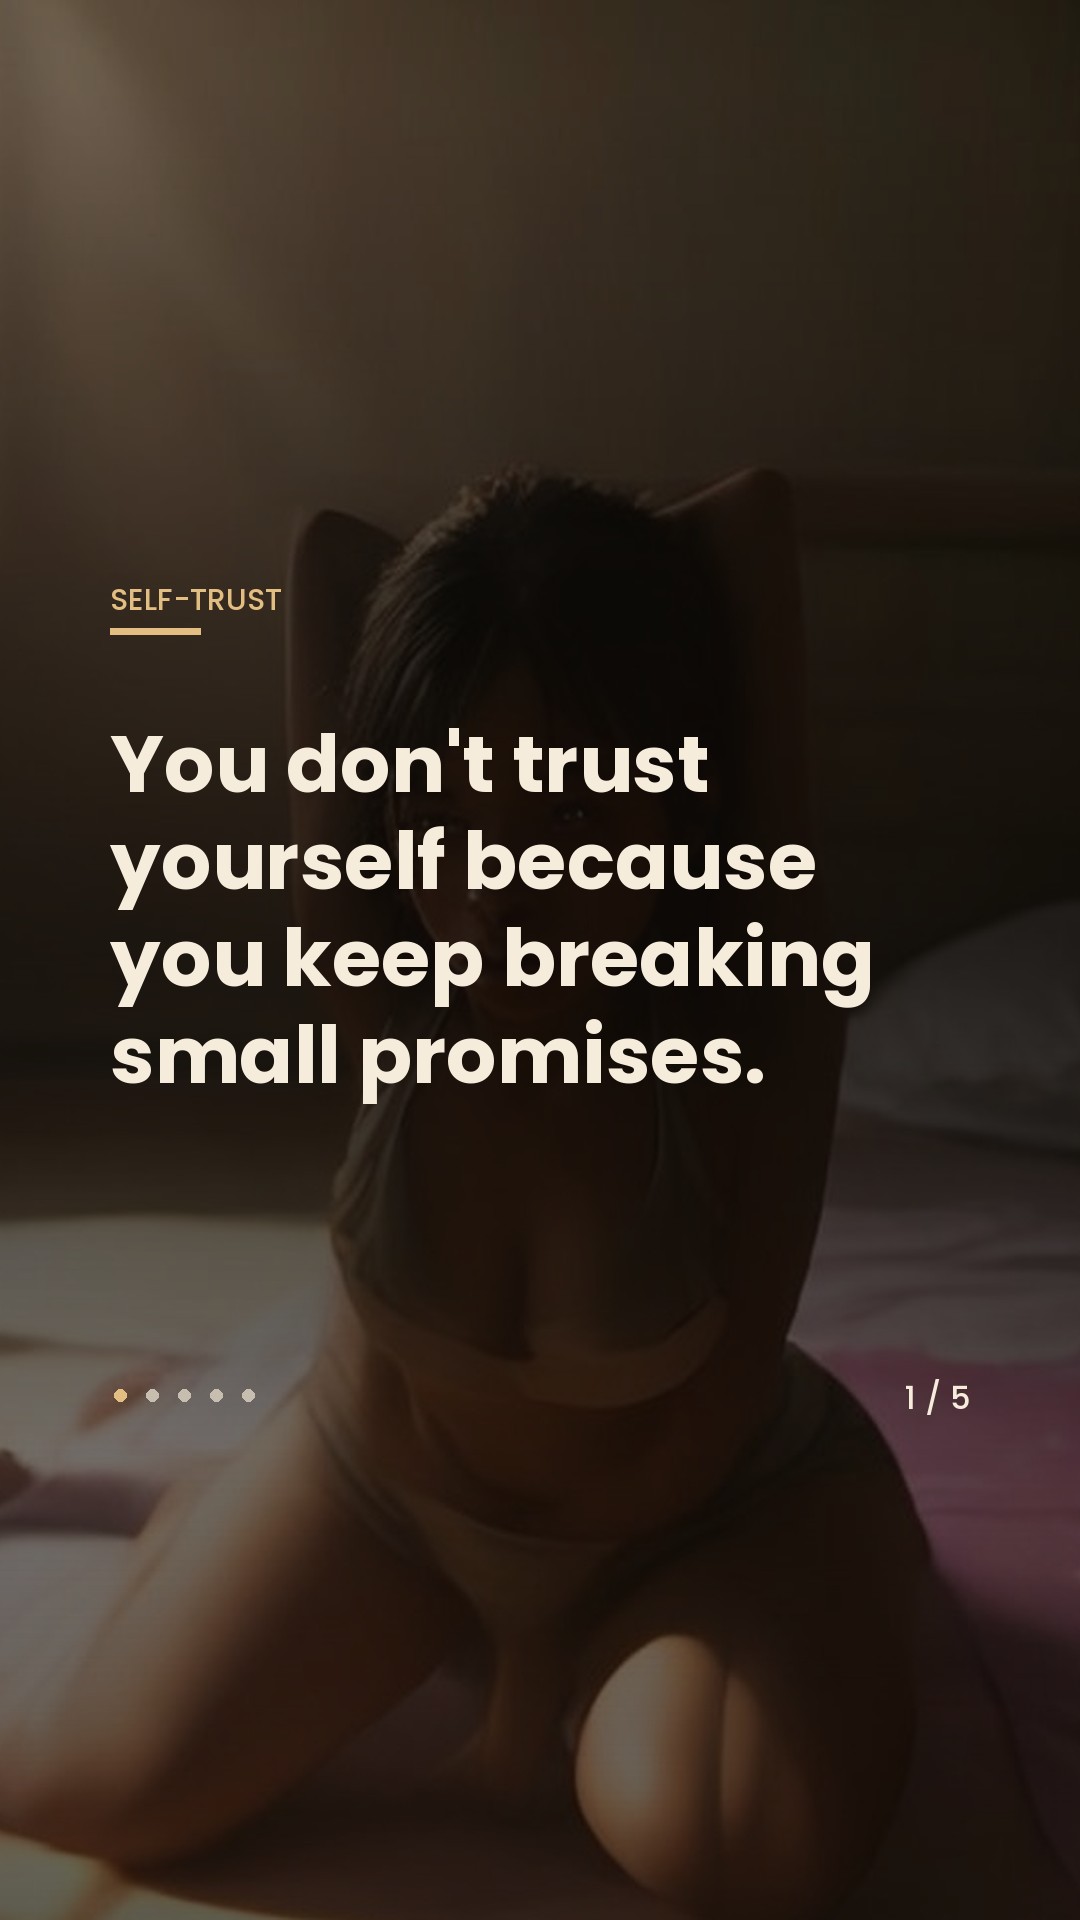 SELF-TRUST
You don't trust
yourself because
you keep breaking
small promises.
1 / 5